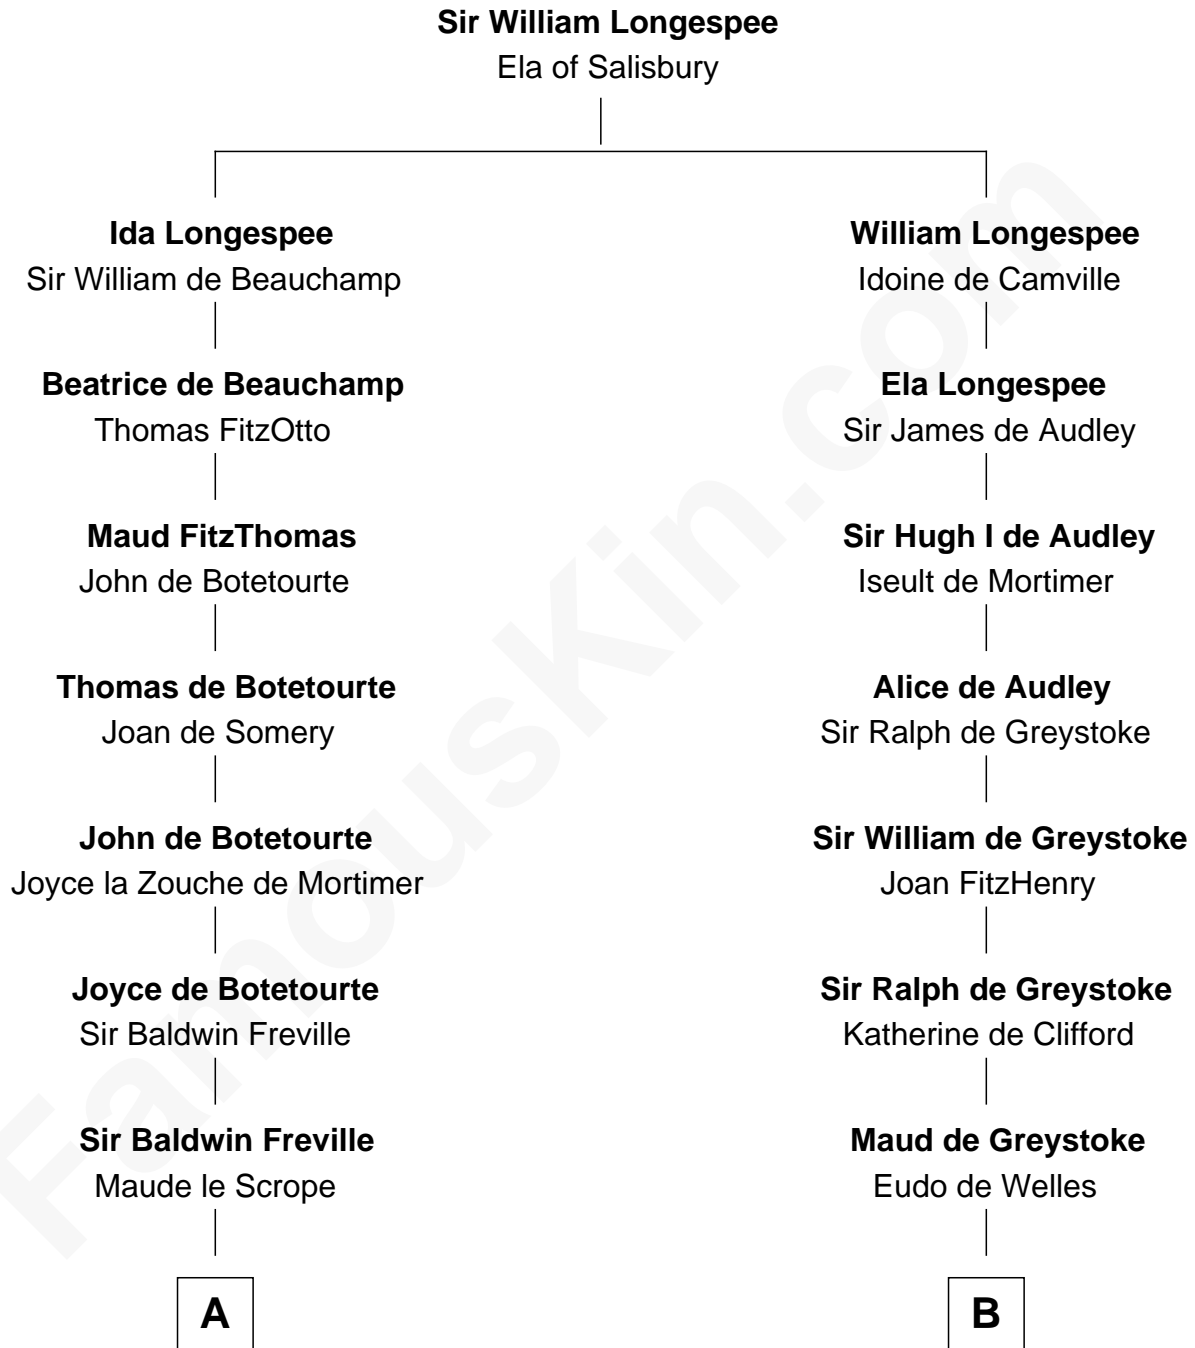 Sir William Longespee
Ela of Salisbury
Ida Longespee
Sir William de Beauchamp
William Longespee
Idoine de Camville
Beatrice de Beauchamp
Thomas FitzOtto
Ela Longespee
Sir James de Audley
Maud FitzThomas
John de Botetourte
Sir Hugh I de Audley
Iseult de Mortimer
Thomas de Botetourte
Joan de Somery
Alice de Audley
Sir Ralph de Greystoke
John de Botetourte
Joyce la Zouche de Mortimer
Sir William de Greystoke
Joan FitzHenry
Joyce de Botetourte
Sir Baldwin Freville
Sir Ralph de Greystoke
Katherine de Clifford
Sir Baldwin Freville
Maude le Scrope
Maud de Greystoke
Eudo de Welles
A
B
FamousKin.com